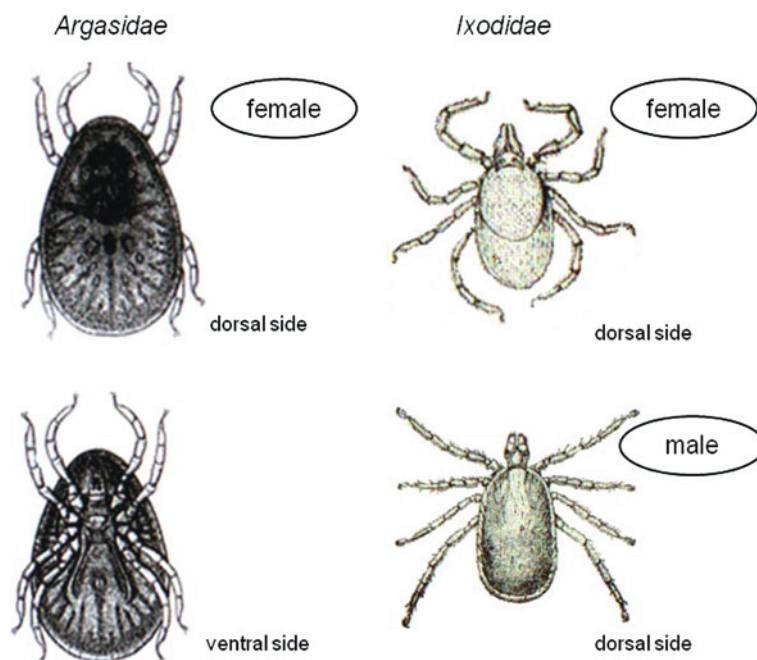 Argasidae
Ixodidae
female
female
dorsal side
dorsal side
male
ventral side
dorsal side